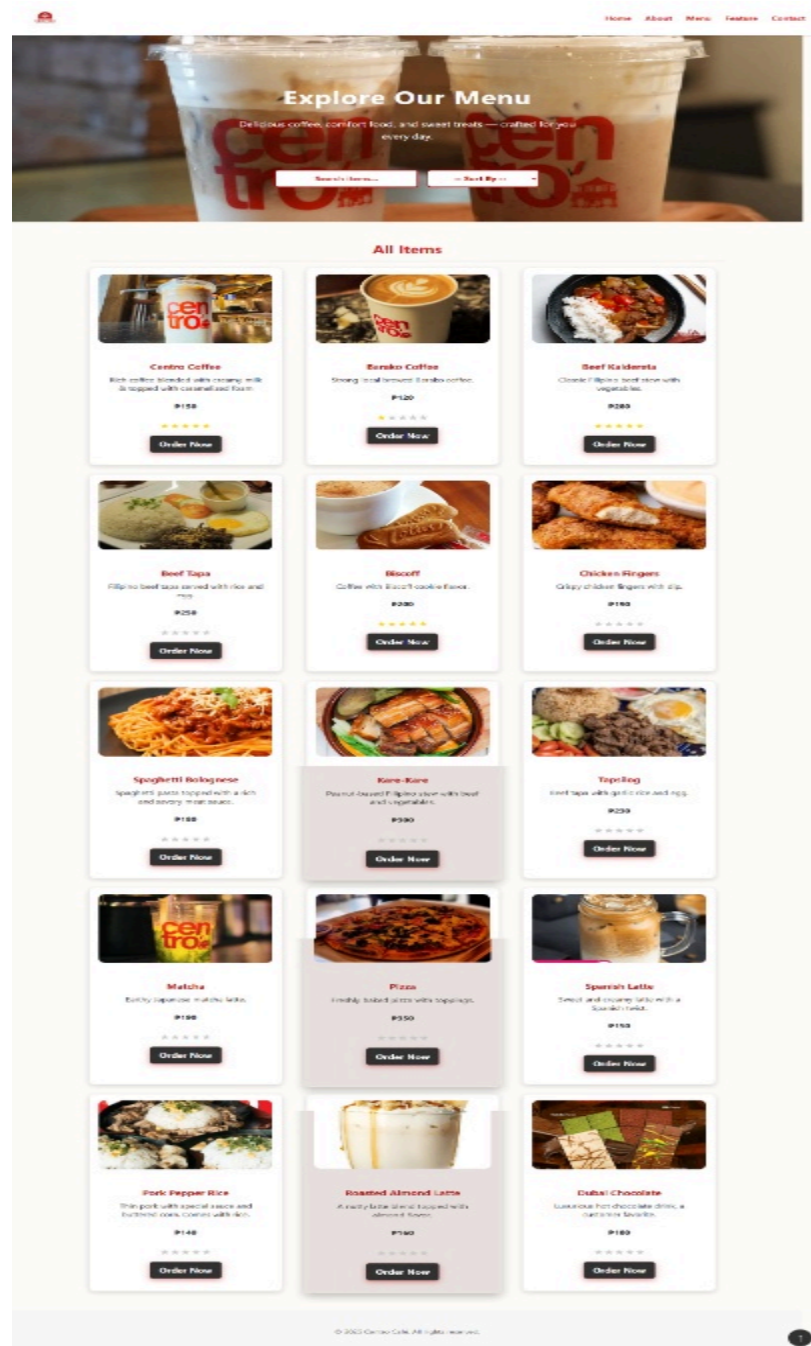 Home About Menu Feature Contact
Explore Our Menu
Delicious coffee, comfort food, and sweet treats — crafted for you
every day.
Search items...
-- Sort By --
All Items
Centro Coffee
Rich coffee blended with creamy milk
& topped with caramelized foam
₱150
Order Now
Barako Coffee
Strong local brewed Barako coffee.
₱120
Order Now
Beef Kaldereta
Classic Filipino beef stew with
vegetables.
₱280
Order Now
Beef Tapa
Filipino beef tapa served with rice and
egg.
₱250
Order Now
Biscoff
Coffee with Biscoff cookie flavor.
₱200
Order Now
Chicken Fingers
Crispy chicken fingers with dip.
₱190
Order Now
Spaghetti Bolognese
Spaghetti pasta topped with a rich
and savory meat sauce.
₱180
Order Now
Kare-Kare
Peanut-based Filipino stew with beef
and vegetables.
₱300
Order Now
Tapsilog
Beef tapa with garlic rice and egg.
₱230
Order Now
Matcha
Earthy Japanese matcha latte.
₱190
Order Now
Pizza
Freshly baked pizza with toppings.
₱350
Order Now
Spanish Latte
Sweet and creamy latte with a
Spanish twist.
₱150
Order Now
Pork Pepper Rice
Thin pork with special sauce and
buttered corn. Comes with rice.
₱140
Order Now
Roasted Almond Latte
A nutty latte blend topped with
almond flavor.
₱160
Order Now
Dubai Chocolate
Luxurious hot chocolate drink, a
customer favorite.
₱180
Order Now
© 2025 Centro Café. All rights reserved.